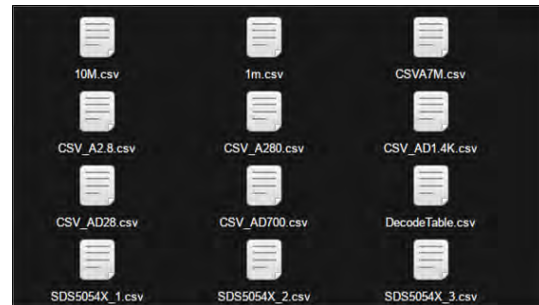 10M.csv 1m.csv CSVA7M.csv
CSV_A2.8.csv CSV_A280.csv CSV_AD1.4K.csv
CSV_AD28.csv CSV_AD700.csv DecodeTable.csv
SDS5054X_1.csv SDS5054X_2.csv SDS5054X_3.csv